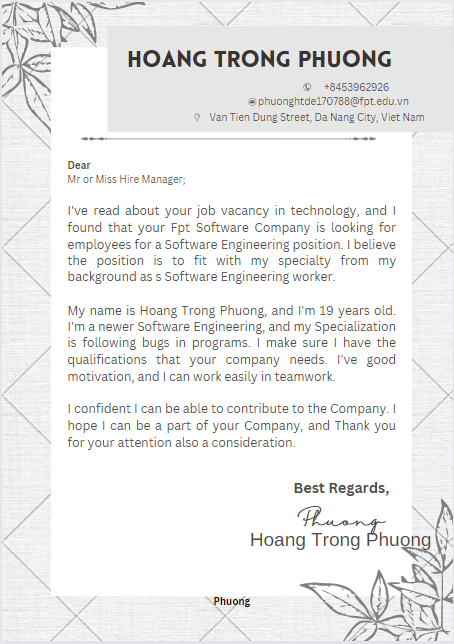 HOANG TRONG PHUONG
+8453962926
phuonghtde170788@fpt.edu.vn
Van Tien Dung Street, Da Nang City, Viet Nam
Dear
Mr or Miss Hire Manager;
I've read about your job vacancy in technology, and I
found that your Fpt Software Company is looking for
employees for a Software Engineering position. I believe
the position is to fit with my specialty from my
background as s Software Engineering worker.
My name is Hoang Trong Phuong, and I'm 19 years old.
I'm a newer Software Engineering, and my Specialization
is following bugs in programs. I make sure I have the
qualifications that your company needs. I've good
motivation, and I can work easily in teamwork.
I confident I can be able to contribute to the Company. I
hope I can be a part of your Company, and Thank you
for your attention also a consideration.
Best Regards,
Phuong
Hoang Trong Phuong
Phuong